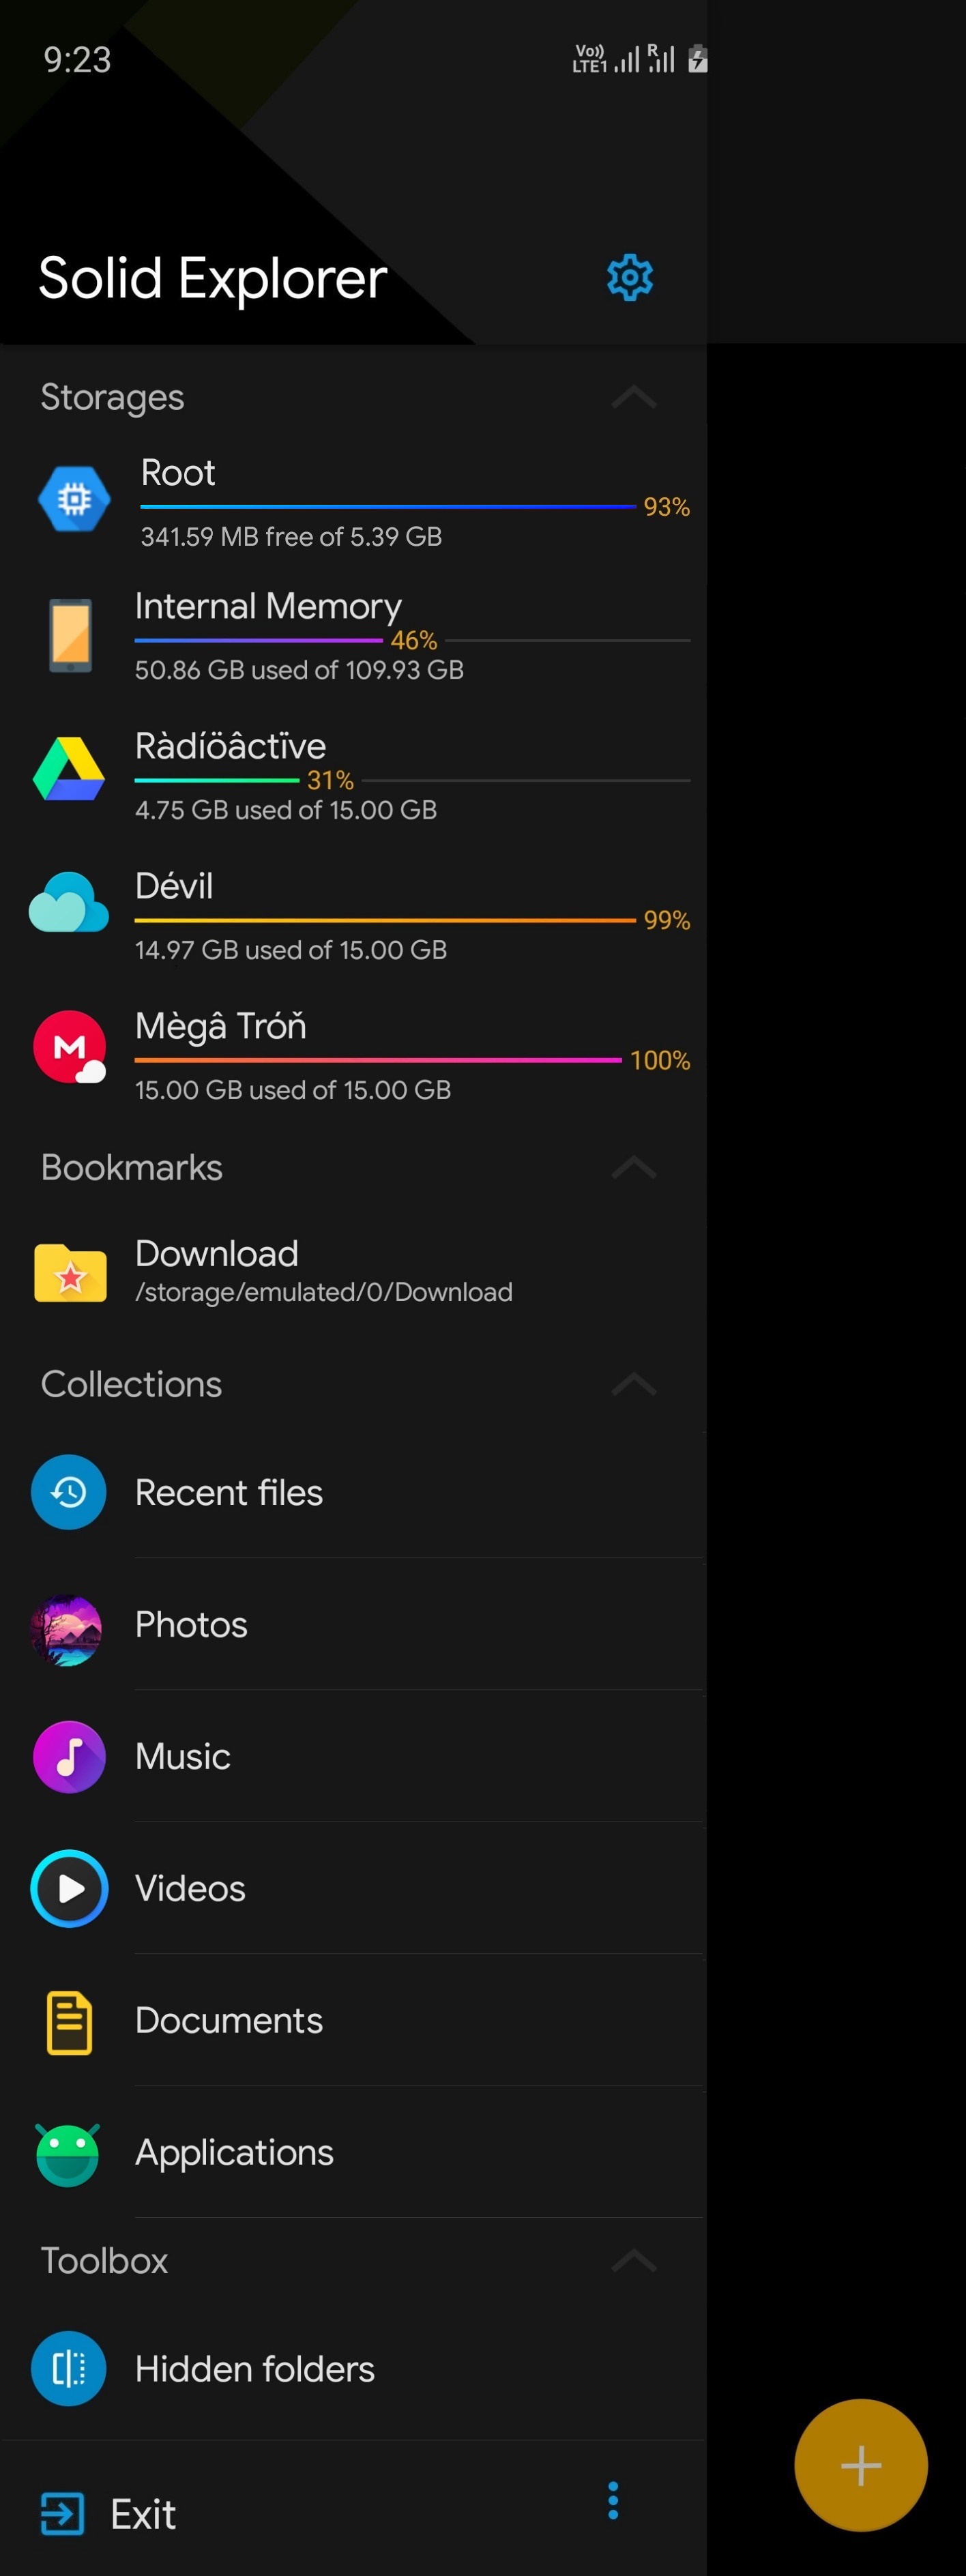 9:23
Vo)) LTE1 R
Solid Explorer
Storages
Root
93%
341.59 MB free of 5.39 GB
Internal Memory
46%
50.86 GB used of 109.93 GB
Ràdíöâctïve
31%
4.75 GB used of 15.00 GB
Dévil
99%
14.97 GB used of 15.00 GB
Mègâ Tróň
100%
15.00 GB used of 15.00 GB
Bookmarks
Download
/storage/emulated/0/Download
Collections
Recent files
Photos
Music
Videos
Documents
Applications
Toolbox
Hidden folders
Exit